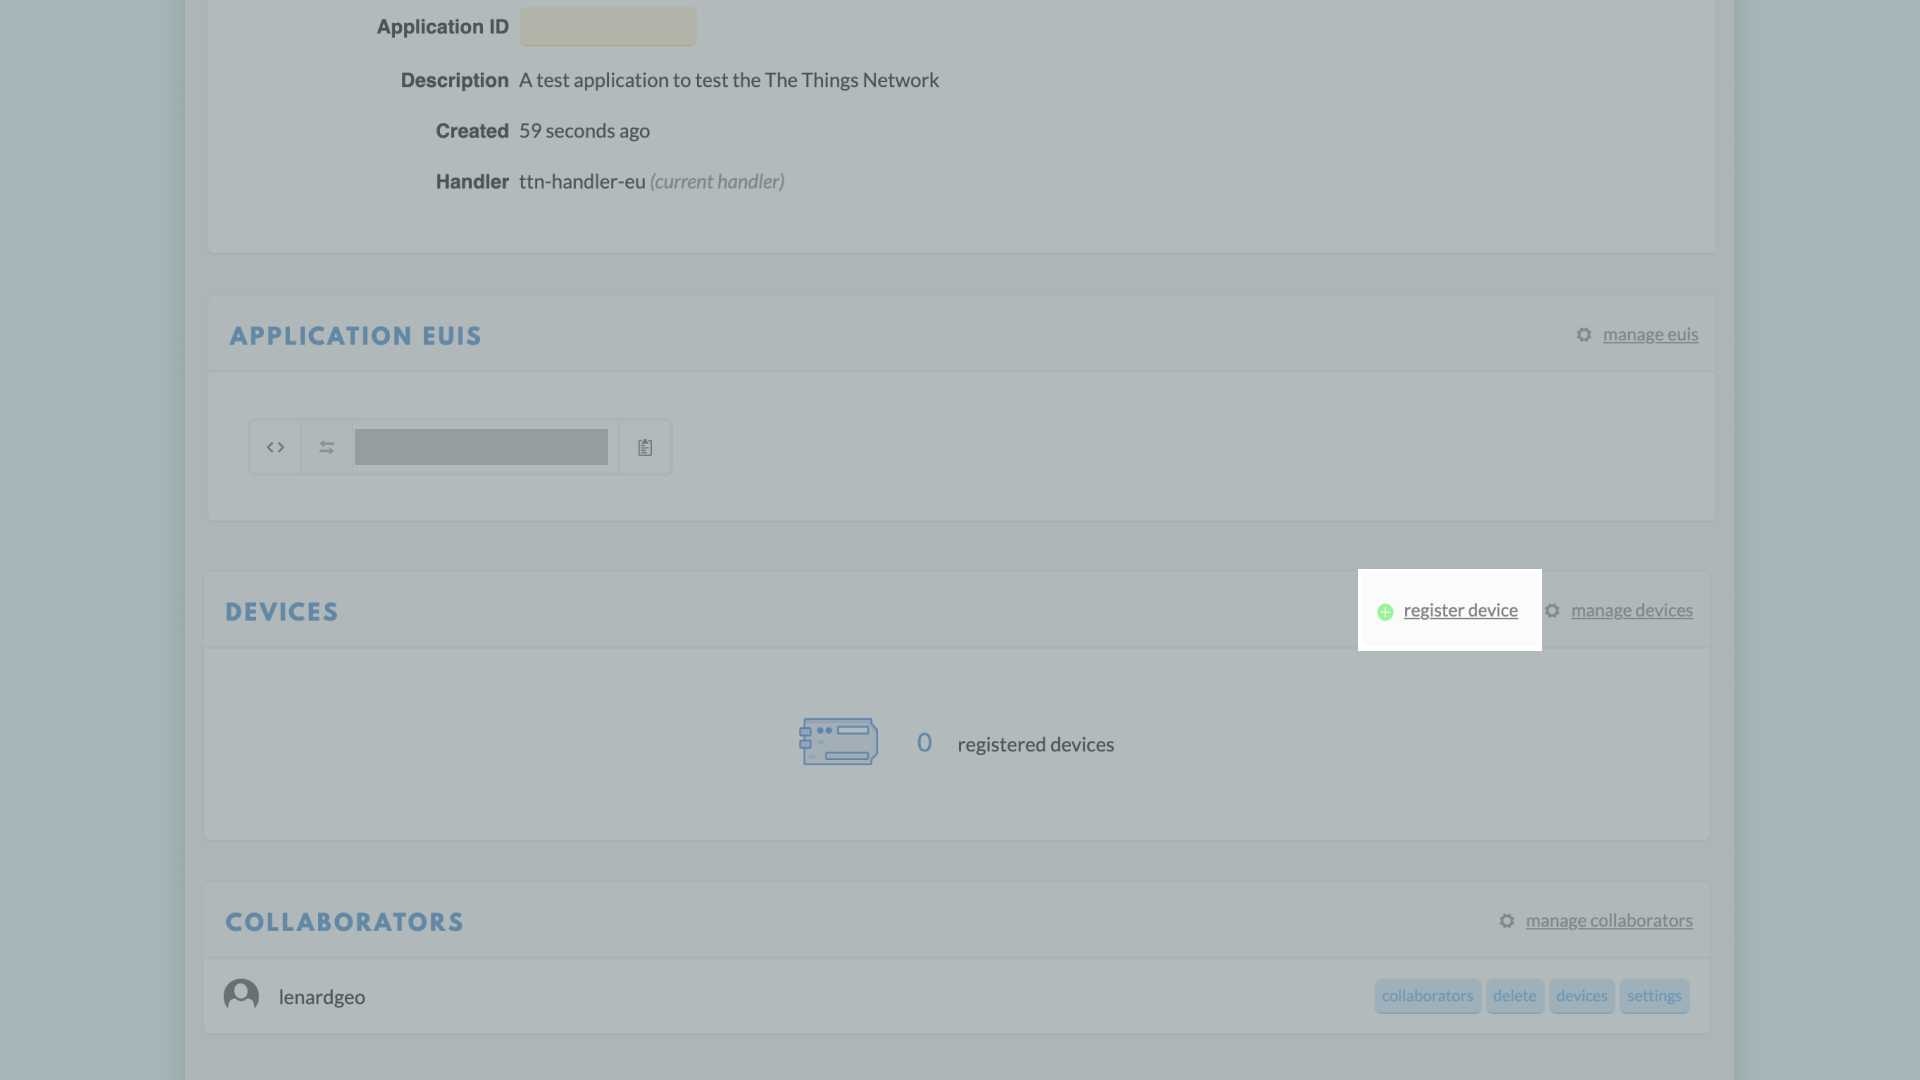 Application ID
Description A test application to test the The Things Network
Created 59 seconds ago
Handler ttn-handler-eu (current handler)
APPLICATION EUIS manage euis
DEVICES register device manage devices
0 registered devices
COLLABORATORS manage collaborators
lenardgeo collaborators delete devices settings